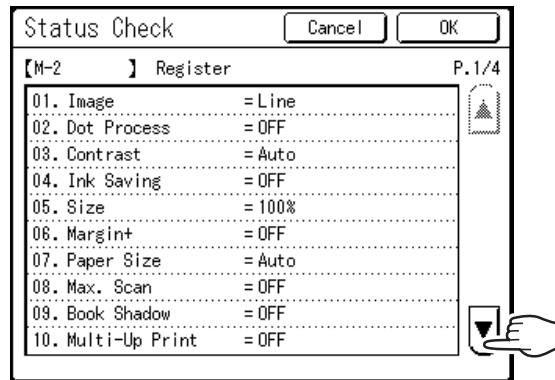 Status Check Cancel OK
【M-2 】 Register P.1/4
01. Image =Line
02. Dot Process =OFF
03. Contrast =Auto
04. Ink Saving =OFF
05. Size =100%
06. Margin+ =OFF
07. Paper Size =Auto
08. Max. Scan =OFF
09. Book Shadow =OFF
10. Multi-Up Print =OFF